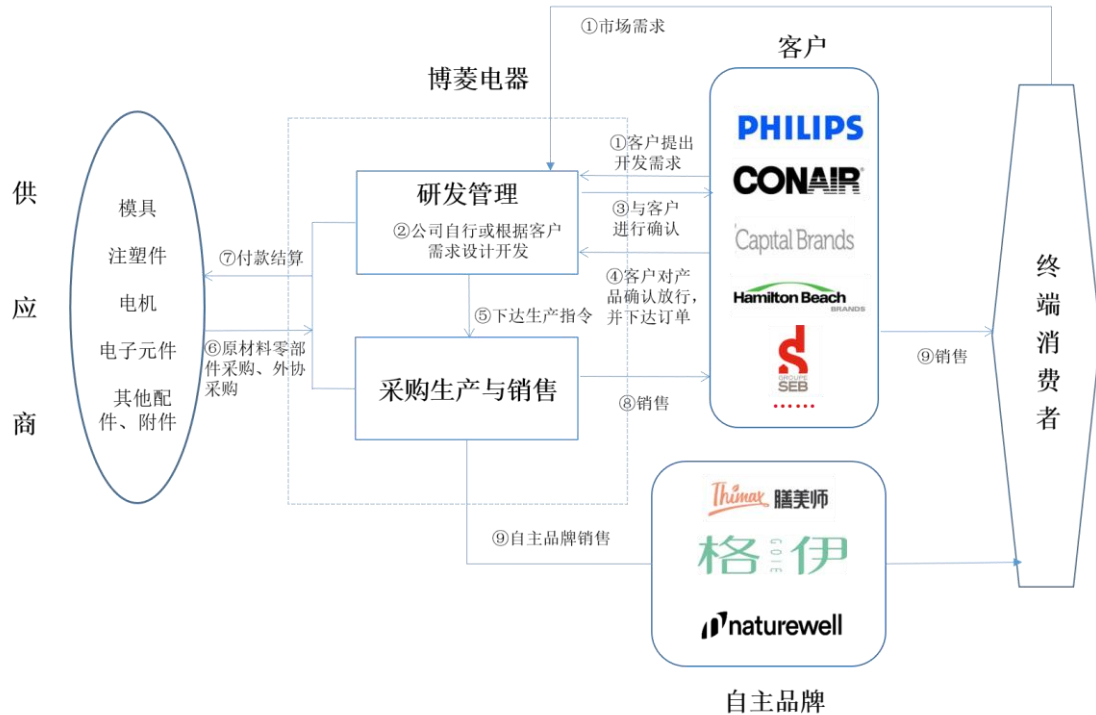 ①市场需求
客户
博菱电器
PHILIPS
①客户提出
开发需求
CONAIR®
供
应
商
模具
注塑件
电机
电子元件
其他配
件、附件
研发管理
②公司自行或根据客户
需求设计开发
③与客户
进行确认
Capital Brands
⑦付款结算
④客户对产
品确认放行，
并下达订单
Hamilton Beach
BRANDS
⑤下达生产指令
⑥原材料零部
件采购、外协
采购
采购生产与销售
⑧销售
GROUPE
SEB
......
⑨销售
终
端
消
费
者
Thimax 膳美师
⑨自主品牌销售
格 GOIE 伊
naturewell
自主品牌